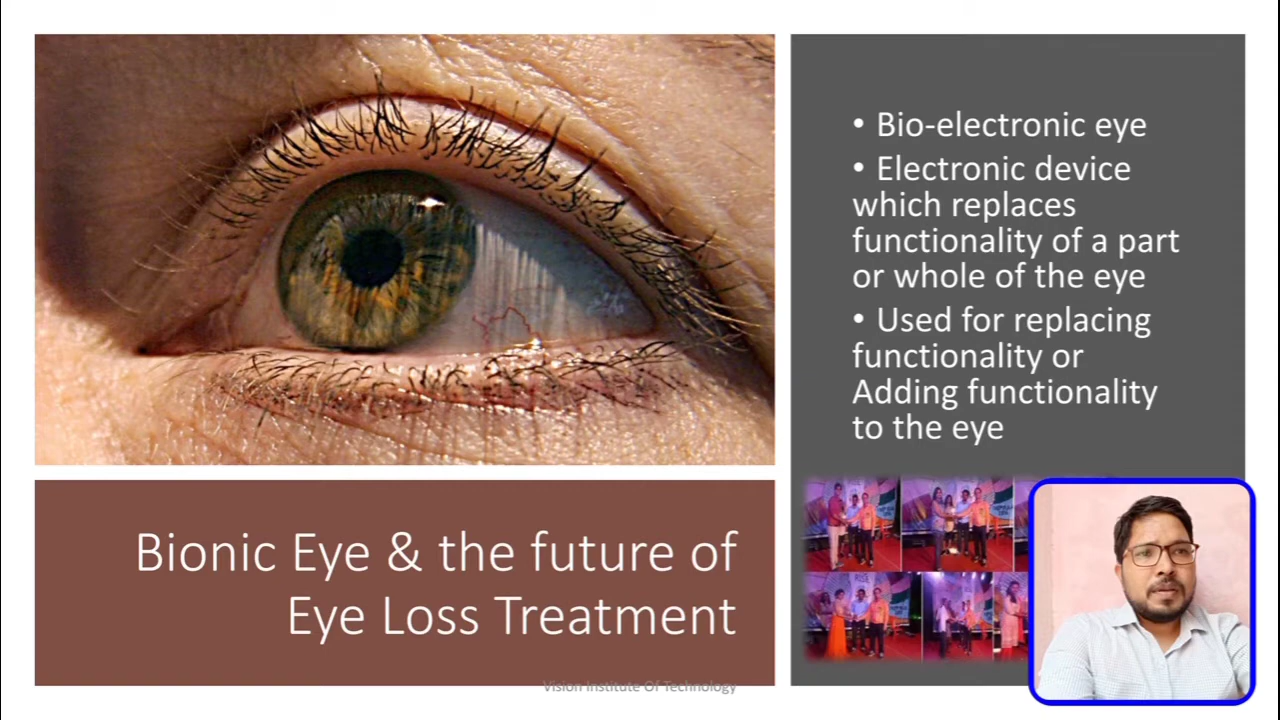 • Bio-electronic eye
• Electronic device
which replaces
functionality of a part
or whole of the eye
• Used for replacing
functionality or
Adding functionality
to the eye
Bionic Eye & the future of
Eye Loss Treatment
Vision Institute Of Technology